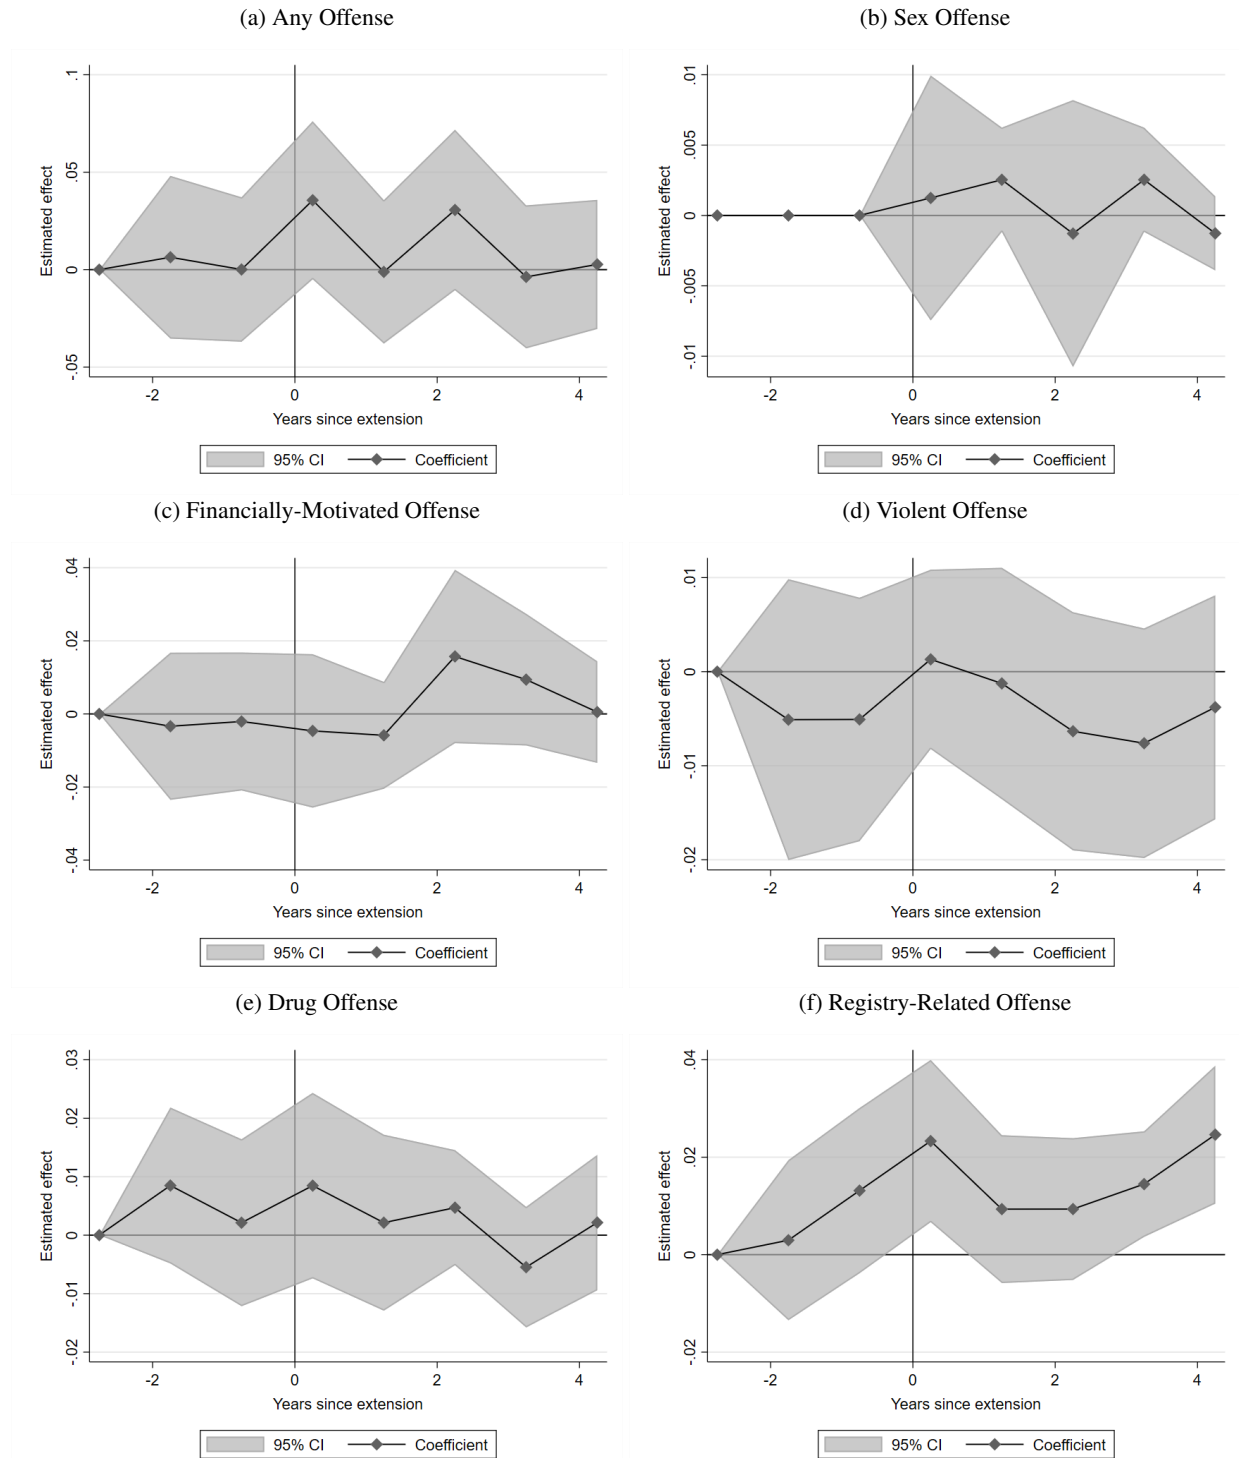 (a) Any Offense
.1
.05
0
-.05
Estimated effect
-2
0
2
4
Years since extension
95% CI
Coefficient
(b) Sex Offense
.01
.005
0
-.005
-.01
Estimated effect
-2
0
2
4
Years since extension
95% CI
Coefficient
(c) Financially-Motivated Offense
.04
.02
0
-.02
-.04
Estimated effect
-2
0
2
4
Years since extension
95% CI
Coefficient
(d) Violent Offense
.01
0
-.01
-.02
Estimated effect
-2
0
2
4
Years since extension
95% CI
Coefficient
(e) Drug Offense
.03
.02
.01
0
-.01
-.02
Estimated effect
-2
0
2
4
Years since extension
95% CI
Coefficient
(f) Registry-Related Offense
.04
.02
0
-.02
Estimated effect
-2
0
2
4
Years since extension
95% CI
Coefficient